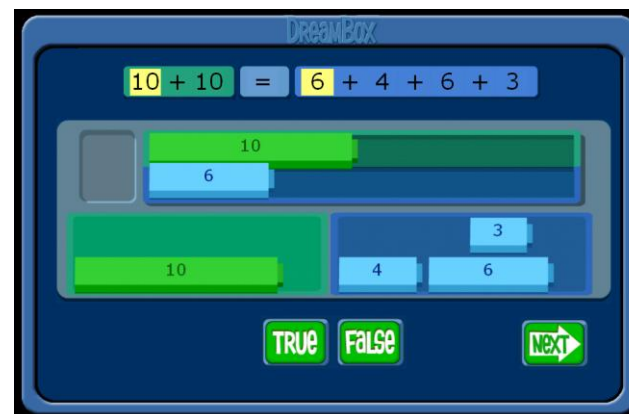 DREAMBOX
10 + 10 = 6 + 4 + 6 + 3
10
6
3
10 4 6
TRUE FALSE NEXT